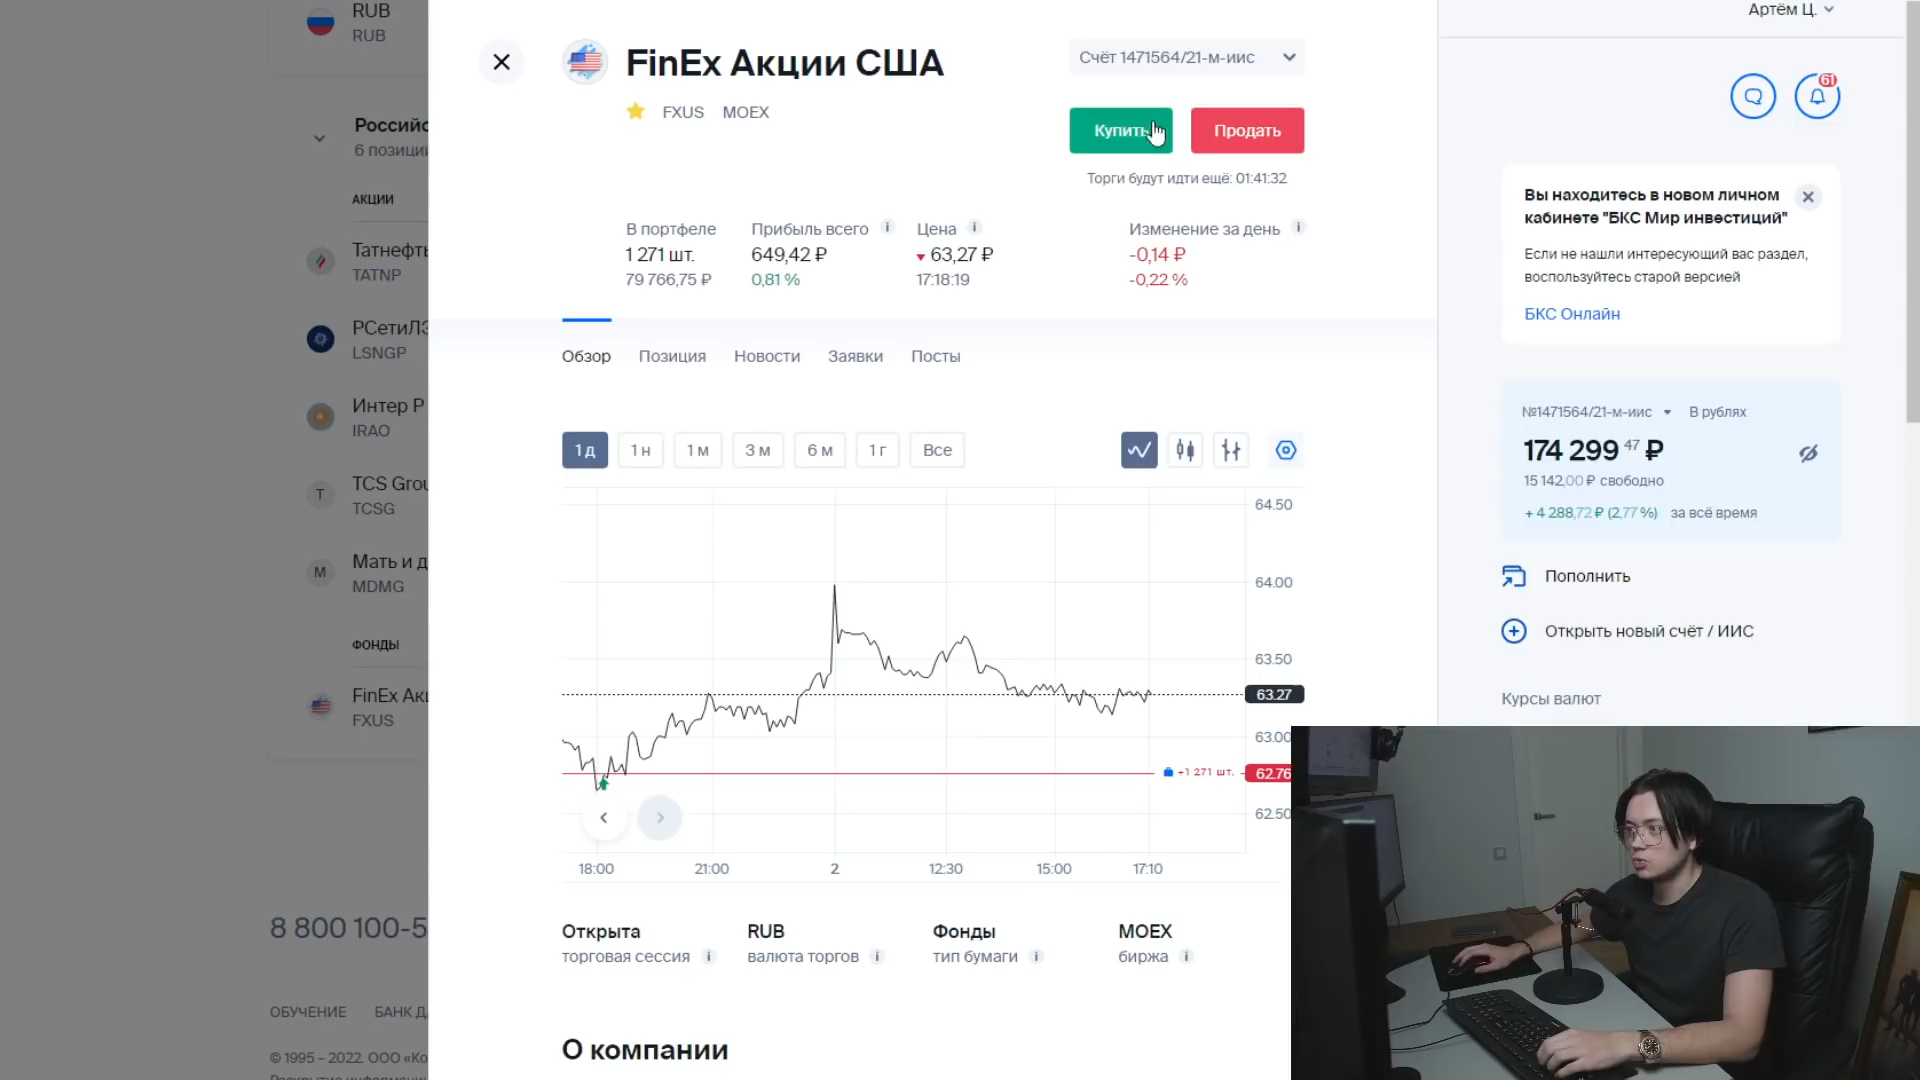 RUB
RUB
Российс
6 позици
АКЦИИ
Татнефть
TATNP
РСетиЛЭ
LSNGP
Интер Р
IRAO
T
TCS Grou
TCSG
M
Мать и д
MDMG
ФОНДЫ
FinEx Акц
FXUS
8 800 100-5
ОБУЧЕНИЕ
БАНК Д
© 1995 – 2022. ООО «Ко
FinEx Акции США
FXUS
MOEX
Счёт 1471564/21-м-иис
Купить
Продать
Торги будут идти ещё: 01:41:32
В портфеле
1 271 шт.
79 766,75 ₽
Прибыль всего
649,42 ₽
0,81 %
Цена
63,27 ₽
17:18:19
Изменение за день
-0,14 ₽
-0,22 %
Обзор
Позиция
Новости
Заявки
Посты
1 д
1 н
1 м
3 м
6 м
1 г
Все
64.50
64.00
63.50
63.27
63.00
+1 271 шт.
62.76
62.50
18:00
21:00
2
12:30
15:00
17:10
Открыта
торговая сессия
RUB
валюта торгов
Фонды
тип бумаги
MOEX
биржа
О компании
Артём Ц.
61
Вы находитесь в новом личном
кабинете "БКС Мир инвестиций"
Если не нашли интересующий вас раздел,
воспользуйтесь старой версией
БКС Онлайн
№1471564/21-м-иис
В рублях
174 299 47 ₽
15 142,00 ₽ свободно
+ 4 288,72 ₽ (2,77 %) за всё время
Пополнить
Открыть новый счёт / ИИС
Курсы валют